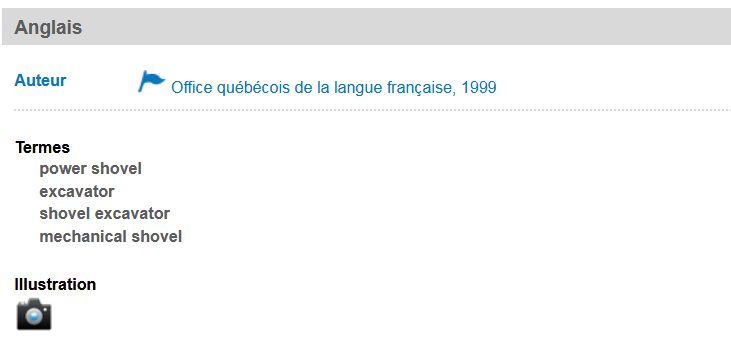 Anglais
Auteur Office québécois de la langue française, 1999
Termes
power shovel
excavator
shovel excavator
mechanical shovel
Illustration